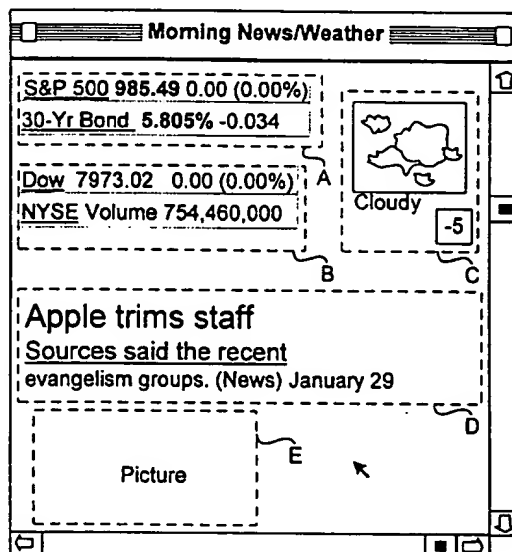 Morning News/Weather
S&P 500 985.49 0.00 (0.00%)
30-Yr Bond 5.805% -0.034
A
Dow 7973.02 0.00 (0.00%)
NYSE Volume 754,460,000
B
Cloudy
-5
C
Apple trims staff
Sources said the recent
evangelism groups. (News) January 29
D
Picture
E